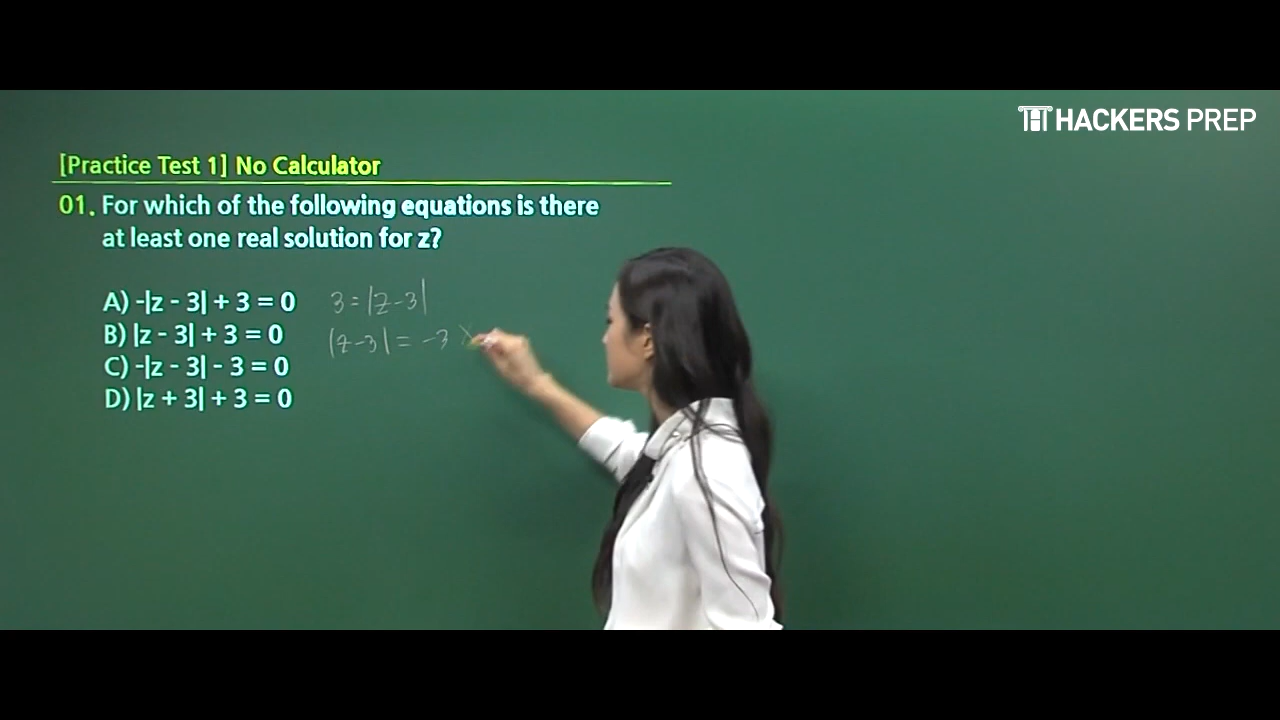 HACKERS PREP
[Practice Test 1] No Calculator
01. For which of the following equations is there
at least one real solution for z?
A) -|z - 3| + 3 = 0 3 = |z-3|
B) |z - 3| + 3 = 0 |z-3| = -3 X
C) -|z - 3| - 3 = 0
D) |z + 3| + 3 = 0